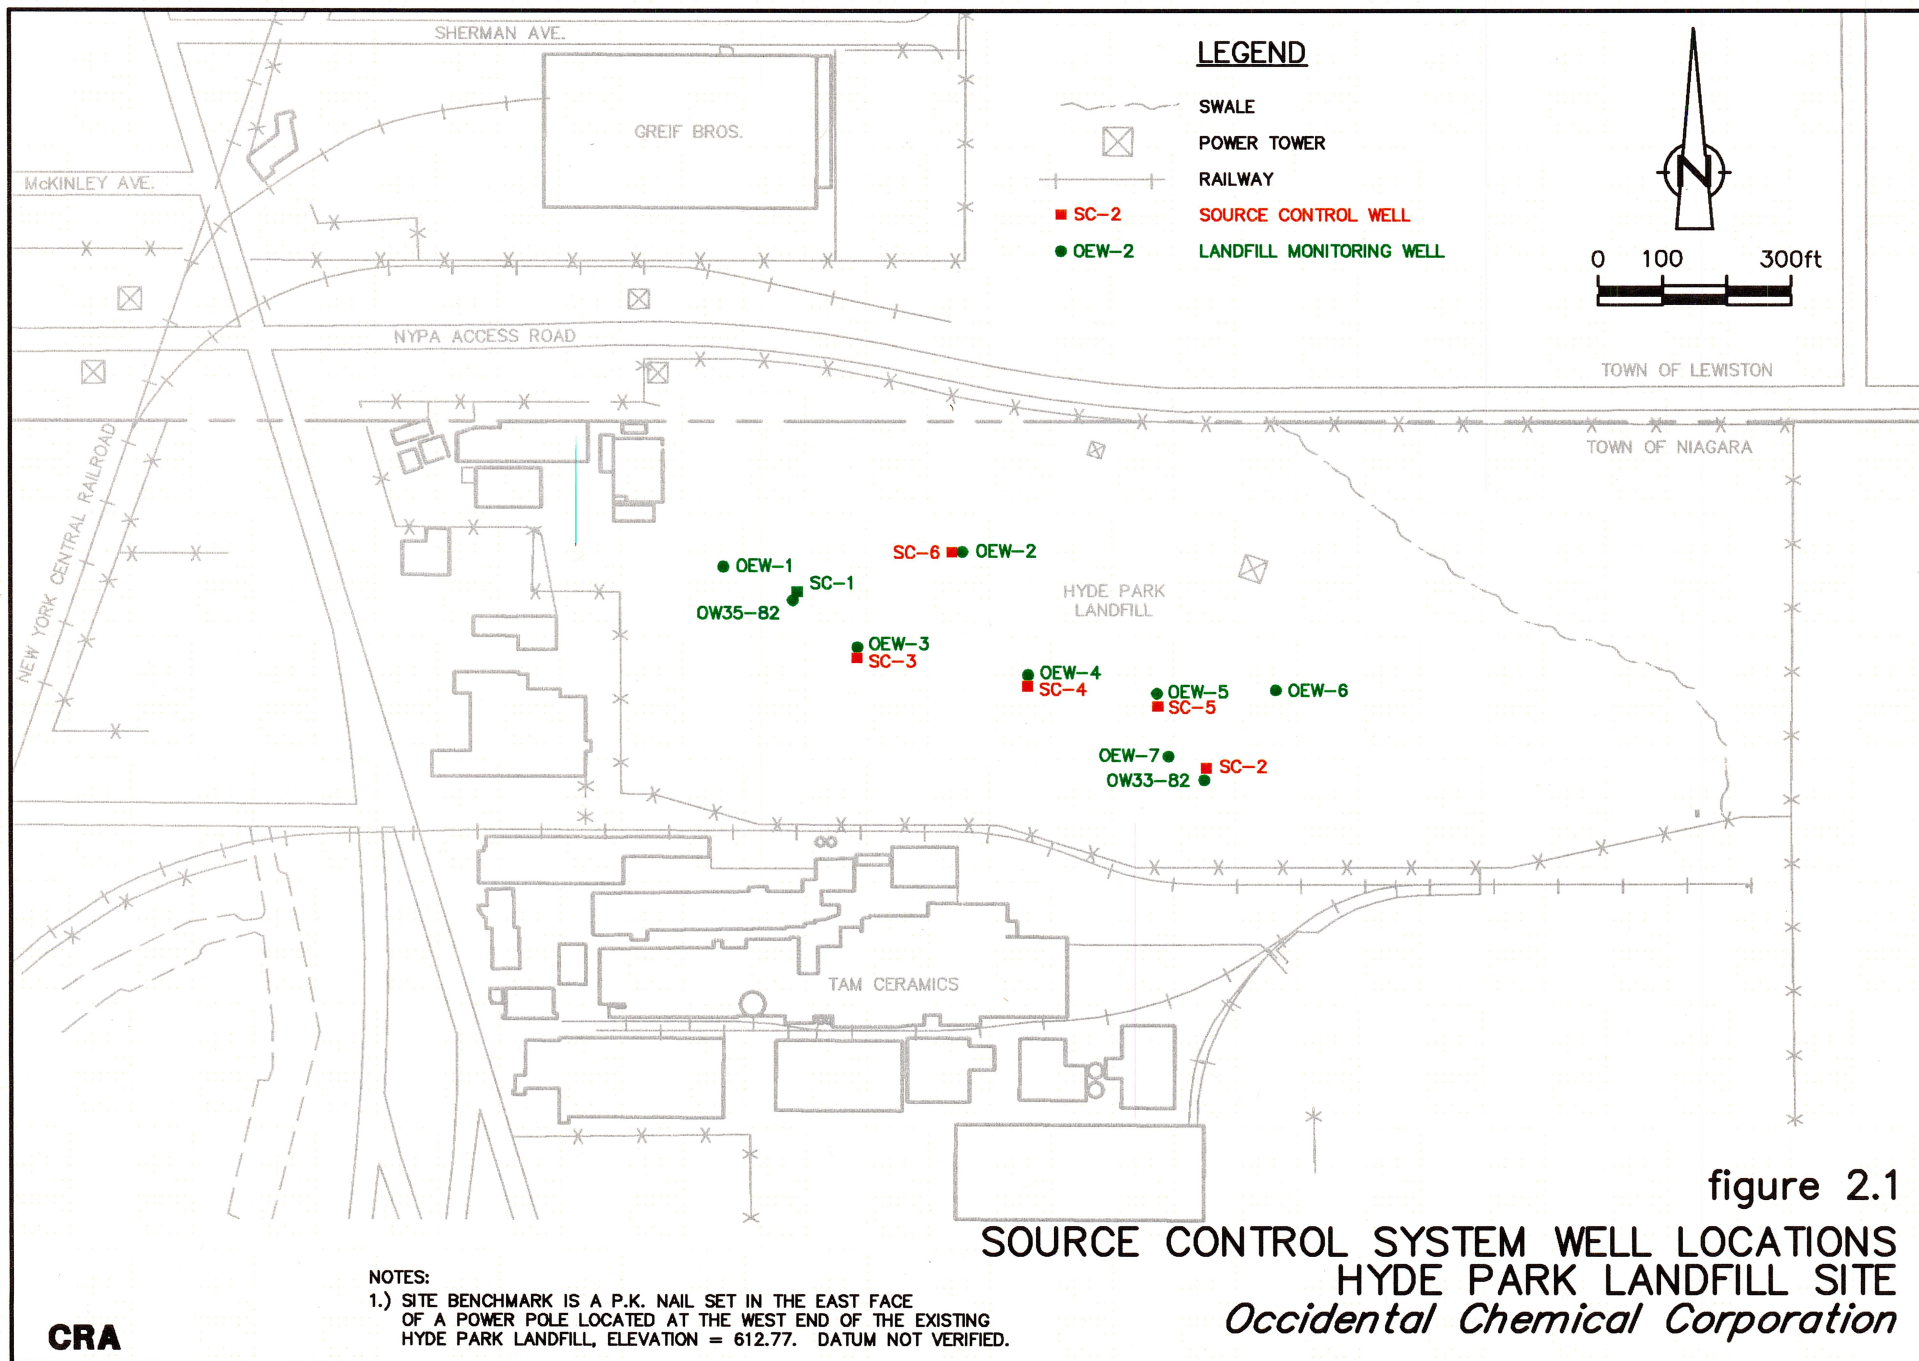 SHERMAN AVE.
GREIF BROS.
McKINLEY AVE.
NYPA ACCESS ROAD
NEW YORK CENTRAL RAILROAD
LEGEND
SWALE
POWER TOWER
RAILWAY
SC-2 SOURCE CONTROL WELL
OEW-2 LANDFILL MONITORING WELL
N
0 100 300ft
TOWN OF LEWISTON
TOWN OF NIAGARA
SC-6 OEW-2
OEW-1
SC-1
OW35-82
HYDE PARK
LANDFILL
OEW-3
SC-3
OEW-4
SC-4
OEW-5
SC-5
OEW-6
OEW-7
SC-2
OW33-82
TAM CERAMICS
figure 2.1
SOURCE CONTROL SYSTEM WELL LOCATIONS
HYDE PARK LANDFILL SITE
Occidental Chemical Corporation
NOTES:
1.) SITE BENCHMARK IS A P.K. NAIL SET IN THE EAST FACE
OF A POWER POLE LOCATED AT THE WEST END OF THE EXISTING
HYDE PARK LANDFILL, ELEVATION = 612.77. DATUM NOT VERIFIED.
CRA